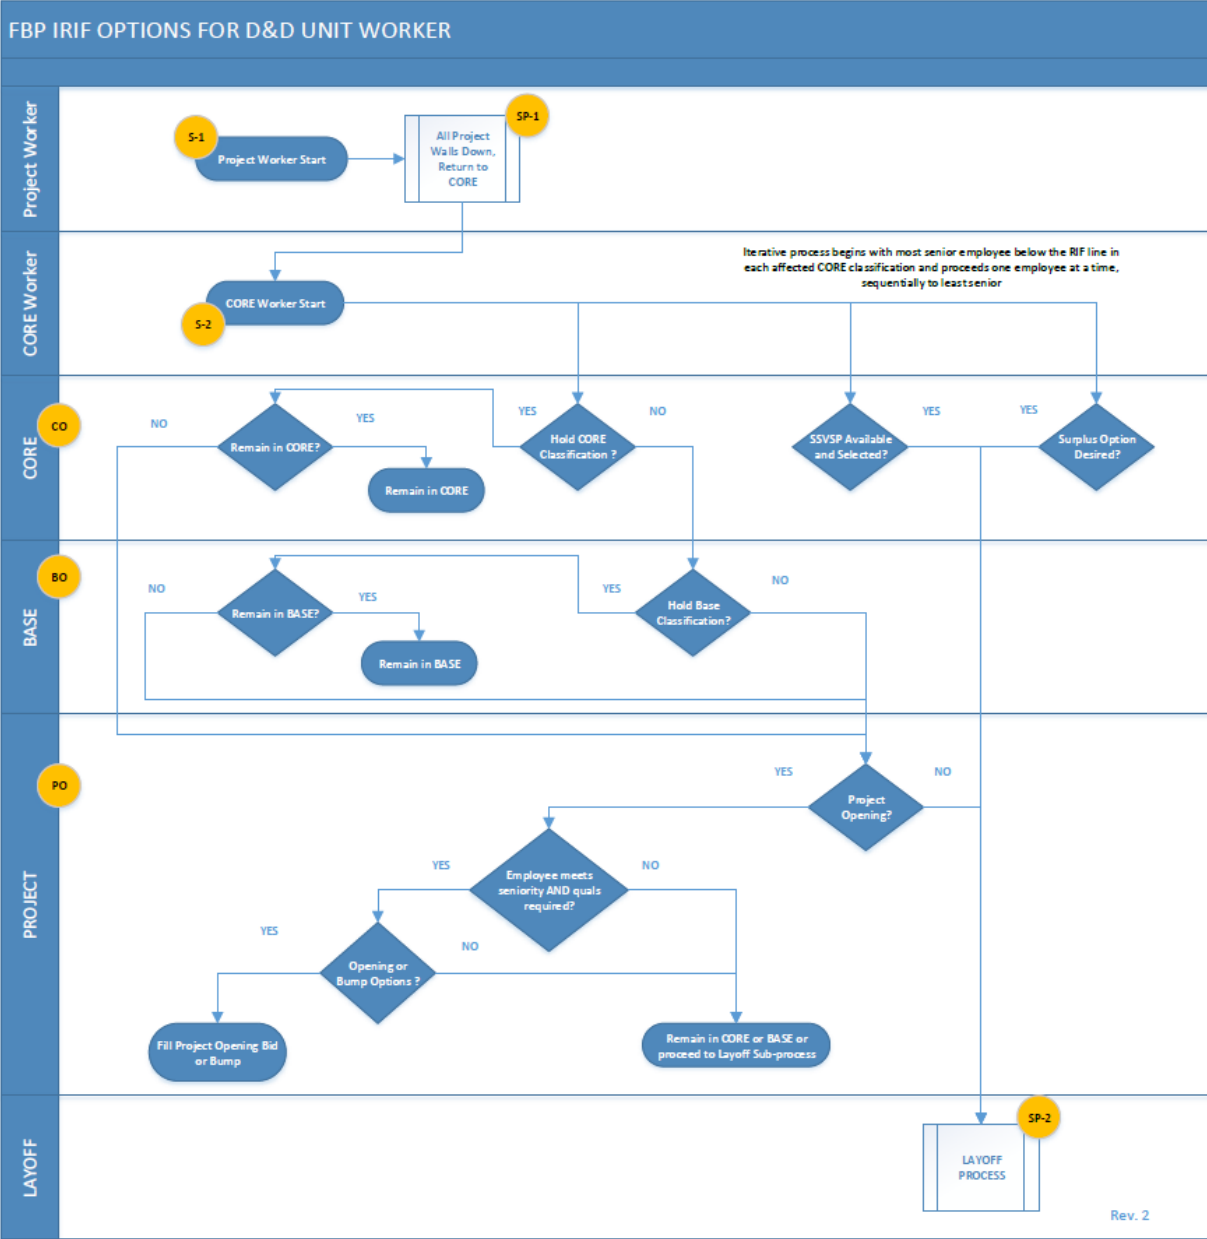 FBP IRIF OPTIONS FOR D&D UNIT WORKER
Project Worker
S-1
Project Worker Start
SP-1
All Project
Walls Down,
Return to
CORE
CORE Worker
Iterative process begins with most senior employee below the RIF line in
each affected CORE classification and proceeds one employee at a time,
sequentially to least senior
CORE Worker Start
S-2
CORE
CO
NO
Remain in CORE?
YES
Remain in CORE
YES
Hold CORE
Classification ?
NO
SSVSP Available
and Selected?
YES
YES
Surplus Option
Desired?
BASE
BO
NO
Remain in BASE?
YES
Remain in BASE
YES
Hold Base
Classification?
NO
PROJECT
PO
YES
Project
Opening?
NO
YES
Employee meets
seniority AND quals
required?
NO
YES
Opening or
Bump Options ?
NO
Fill Project Opening Bid
or Bump
Remain in CORE or BASE or
proceed to Layoff Sub-process
LAYOFF
SP-2
LAYOFF
PROCESS
Rev. 2